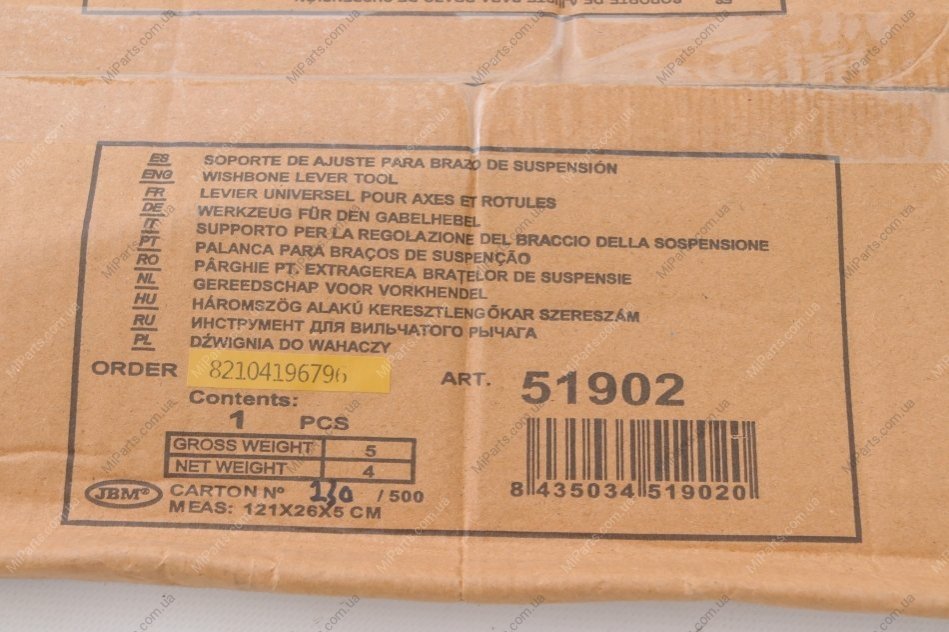 ES SOPORTE DE AJUSTE PARA BRAZO DE SUSPENSIÓN
ENG WISHBONE LEVER TOOL
FR LEVIER UNIVERSEL POUR AXES ET ROTULES
DE WERKZEUG FÜR DEN GABELHEBEL
IT SUPPORTO PER LA REGOLAZIONE DEL BRACCIO DELLA SOSPENSIONE
PT PALANCA PARA BRAÇOS DE SUSPENÇÃO
RO PÂRGHIE PT. EXTRAGEREA BRAȚELOR DE SUSPENSIE
NL GEREEDSCHAP VOOR VORKHENDEL
HU HÁROMSZÖG ALAKÚ KERESZTLENGŐKAR SZERESZÁM
RU ИНСТРУМЕНТ ДЛЯ ВИЛЬЧАТОГО РЫЧАГА
PL DŹWIGNIA DO WAHACZY
ORDER 82104196796 ART. 51902
Contents:
1 PCS
GROSS WEIGHT 5
NET WEIGHT 4
JBM® CARTON Nº 230 / 500
MEAS: 121X26X5 CM
8 435034 519020
MiParts.com.ua